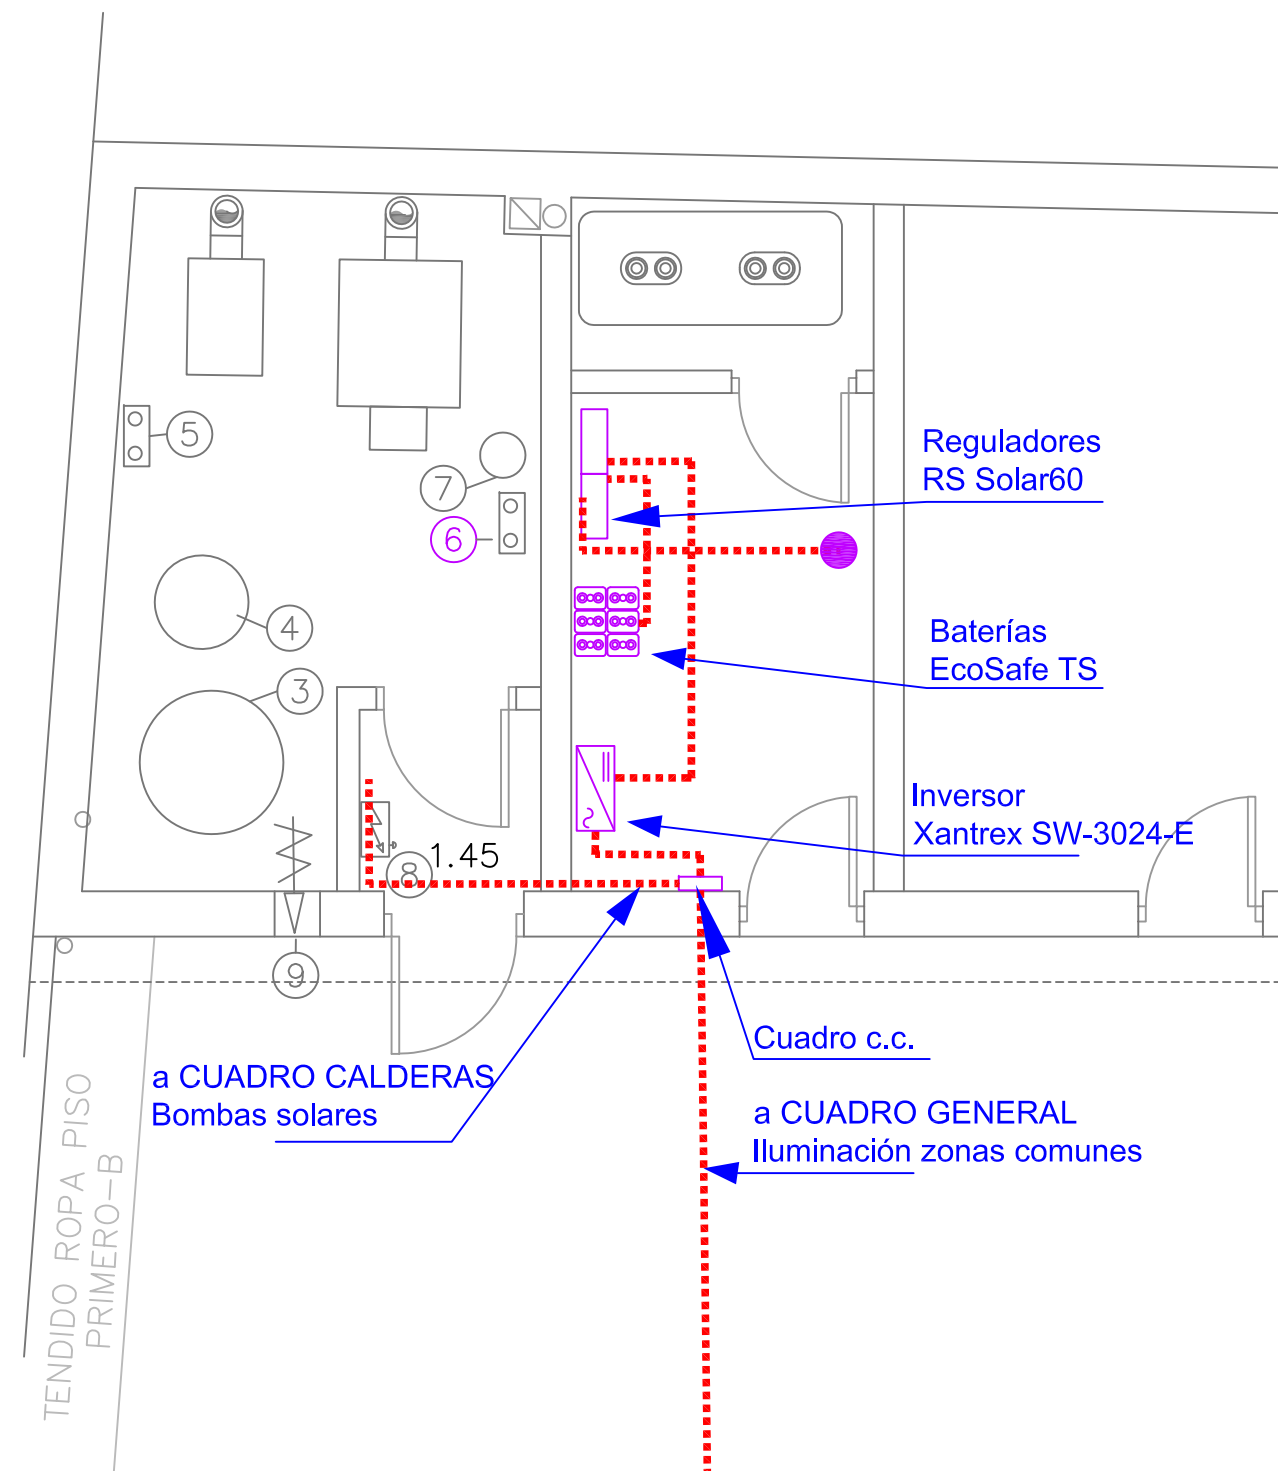 5
7
6
4
3
8
1.45
9
Reguladores
RS Solar60
Baterías
EcoSafe TS
Inversor
Xantrex SW-3024-E
Cuadro c.c.
a CUADRO CALDERAS
Bombas solares
a CUADRO GENERAL
Iluminación zonas comunes
TENDIDO ROPA PISO
PRIMERO-B